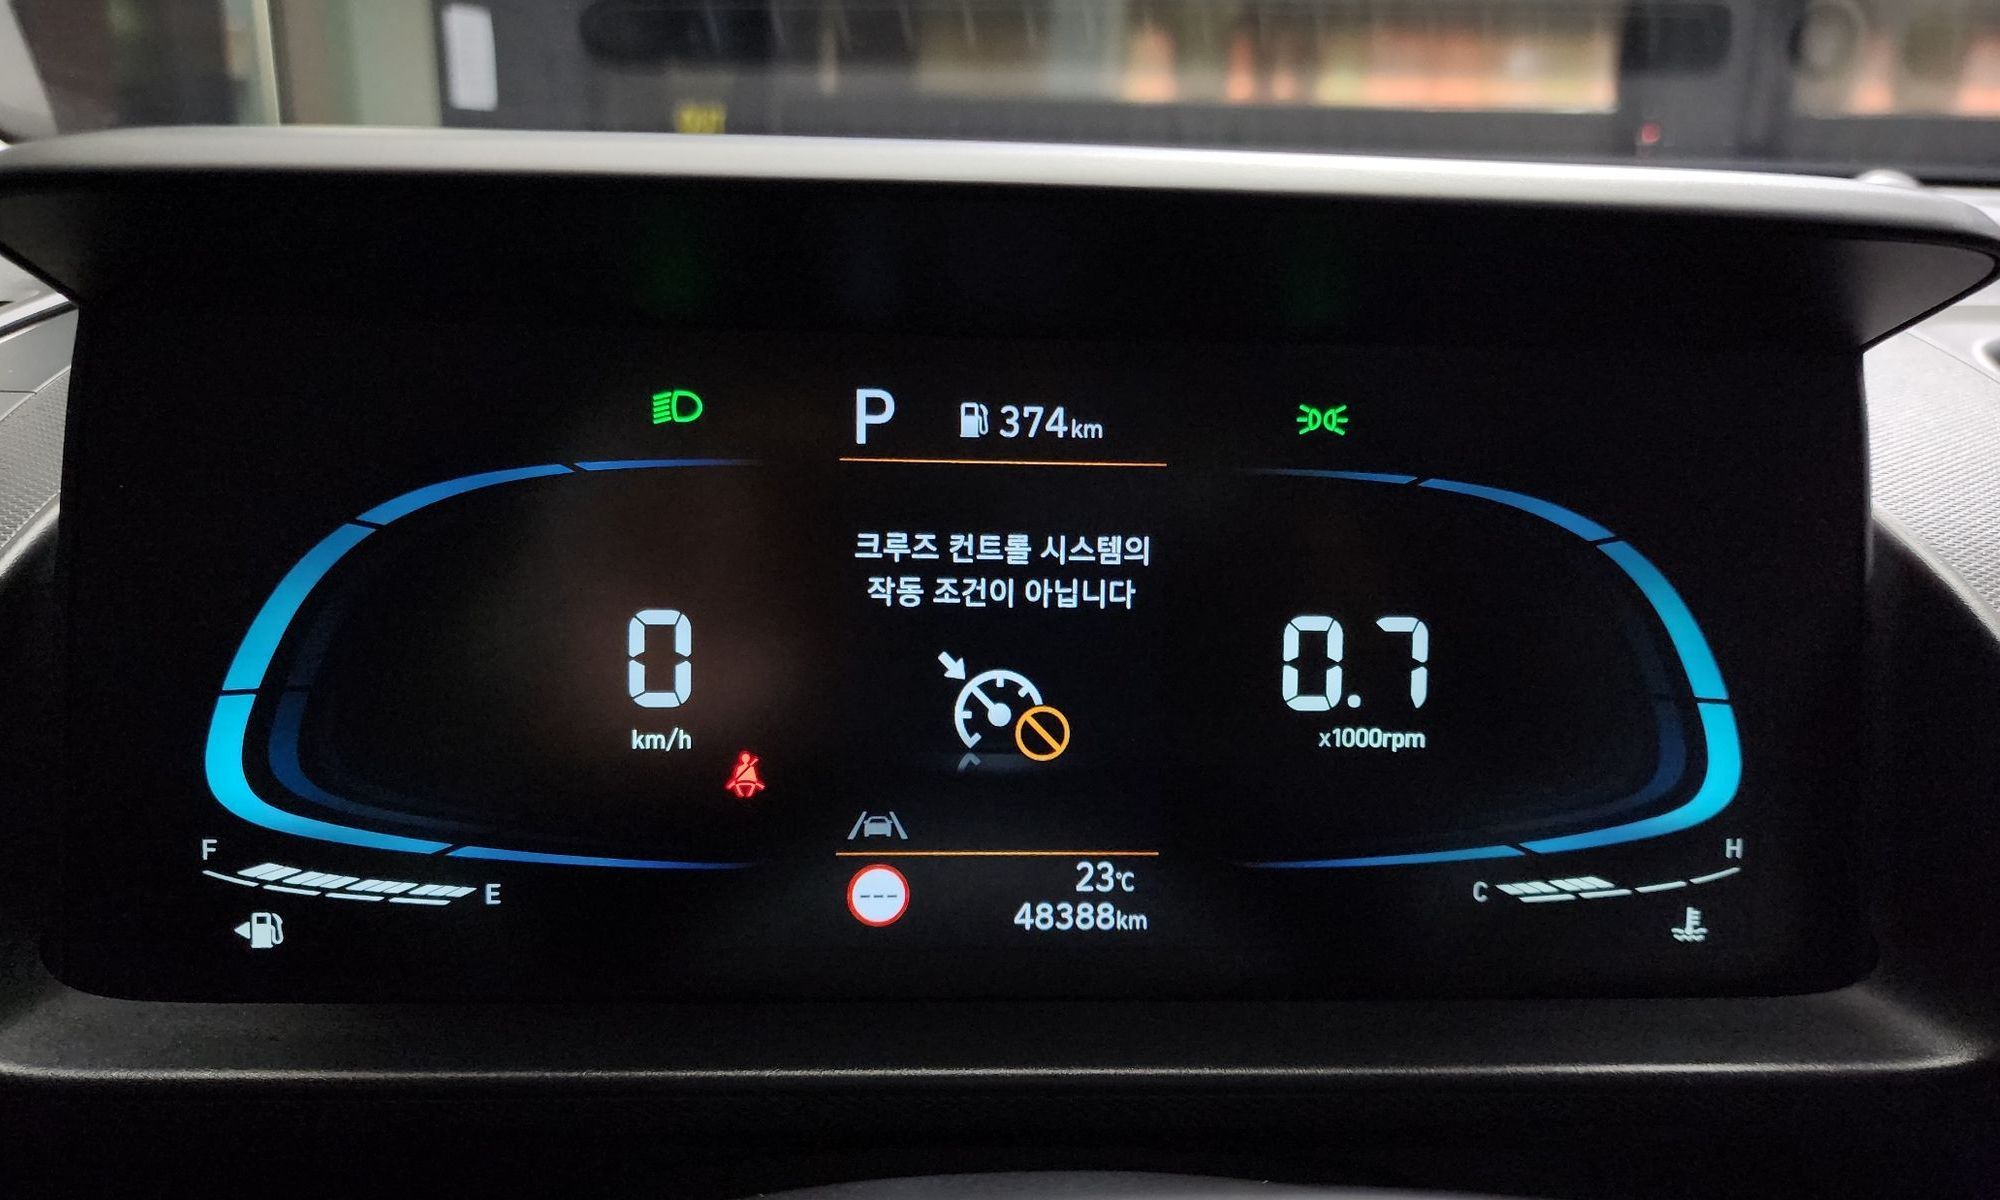 P 374km
크루즈 컨트롤 시스템의
작동 조건이 아닙니다
0
km/h
0.7
x1000rpm
F
E
---
23℃
48388km
C
H